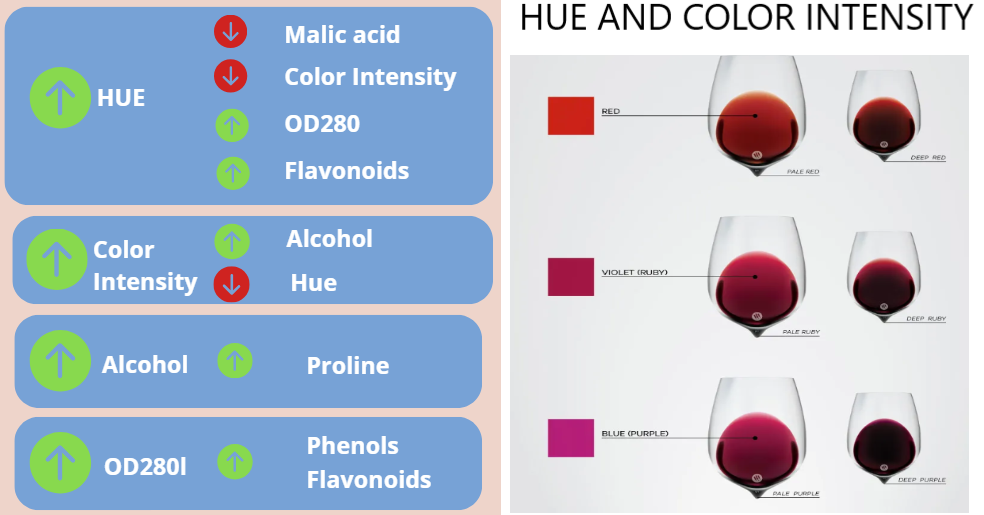 HUE
Malic acid
Color Intensity
OD280
Flavonoids
Color
Intensity
Alcohol
Hue
Alcohol
Proline
OD280l
Phenols
Flavonoids
HUE AND COLOR INTENSITY
RED
PALE RED
DEEP RED
VIOLET (RUBY)
PALE RUBY
DEEP RUBY
BLUE (PURPLE)
PALE PURPLE
DEEP PURPLE